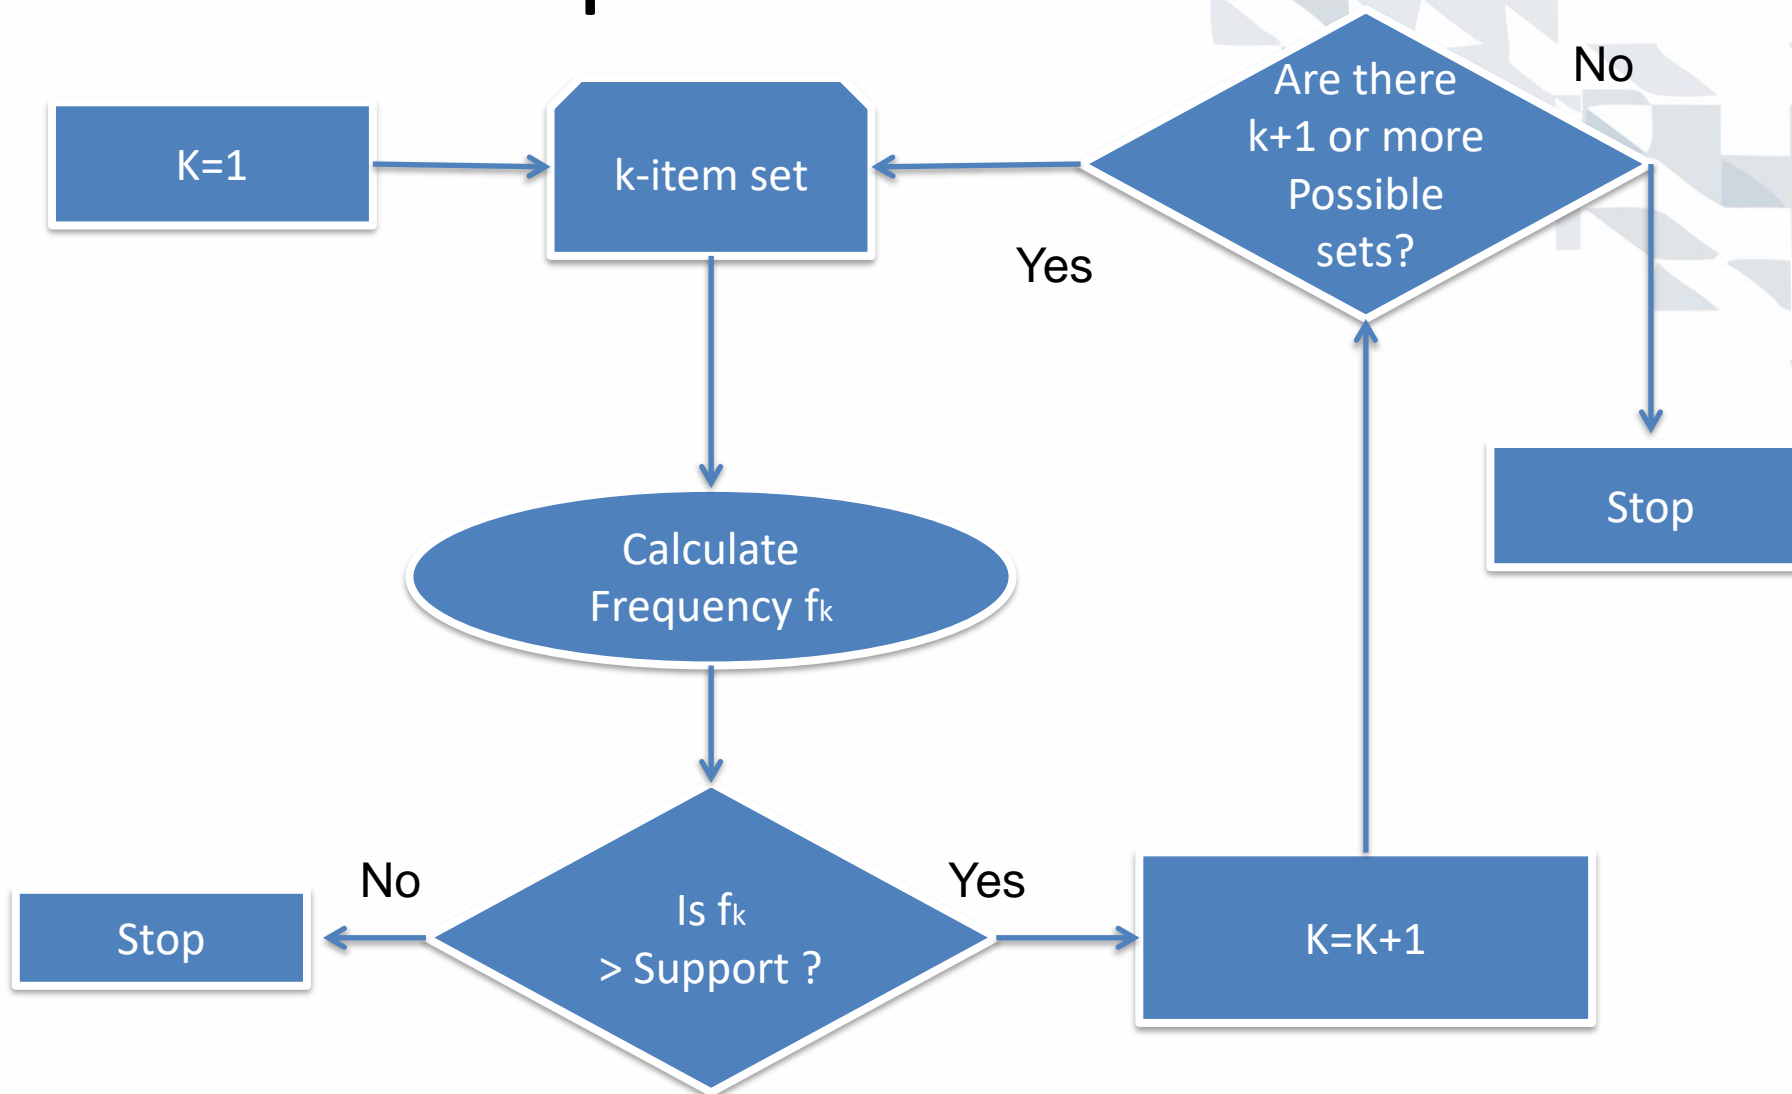 K=1
k-item set
Are there
k+1 or more
Possible
sets?
No
Yes
Stop
Calculate
Frequency fk
No
Yes
Stop
Is fk
> Support ?
K=K+1